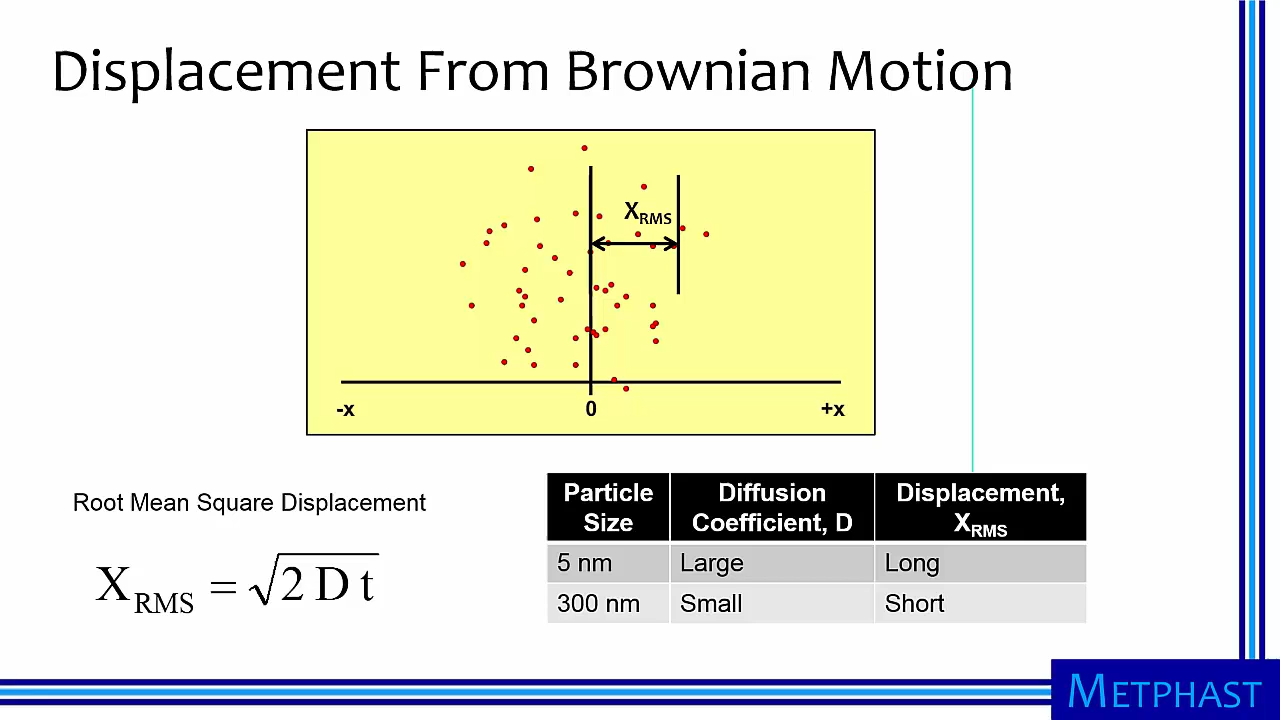 Displacement From Brownian Motion
XRMS
-x 0 +x
Root Mean Square Displacement
XRMS = √2 D t
Particle Size Diffusion Coefficient, D Displacement, XRMS
5 nm Large Long
300 nm Small Short
METPHAST